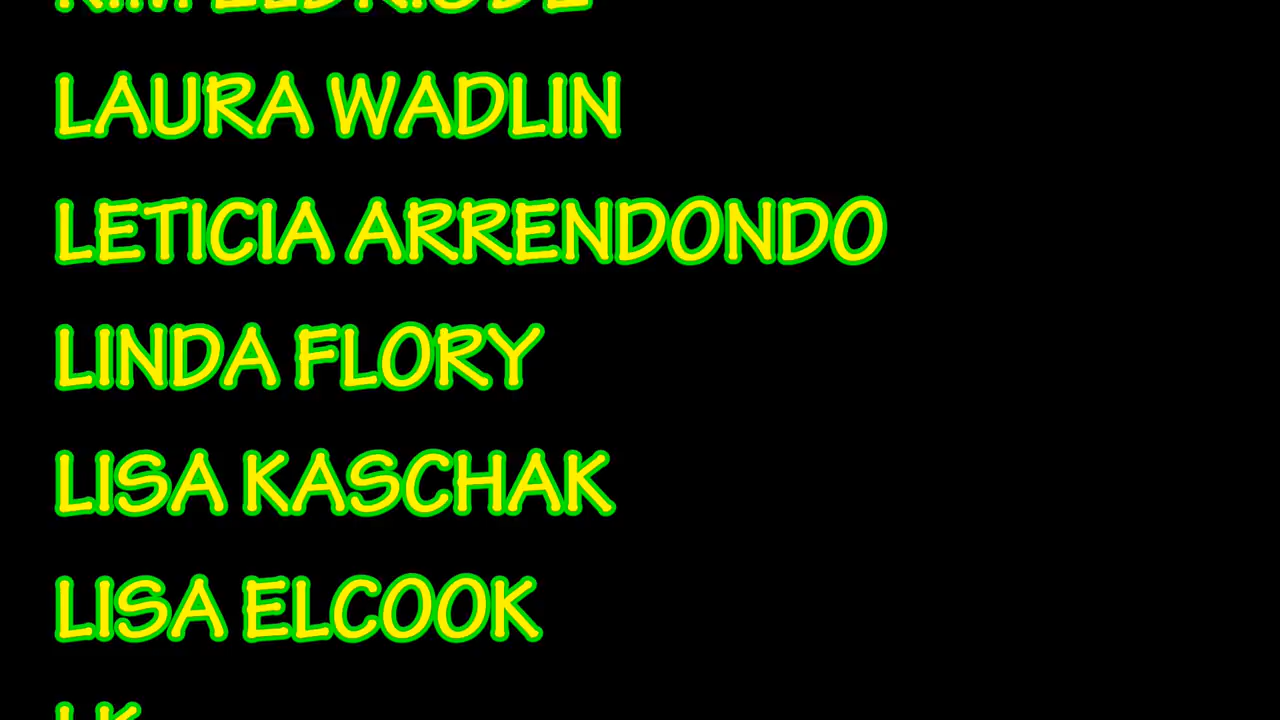 LAURA WADLIN
LETICIA ARRENDONDO
LINDA FLORY
LISA KASCHAK
LISA ELCOOK